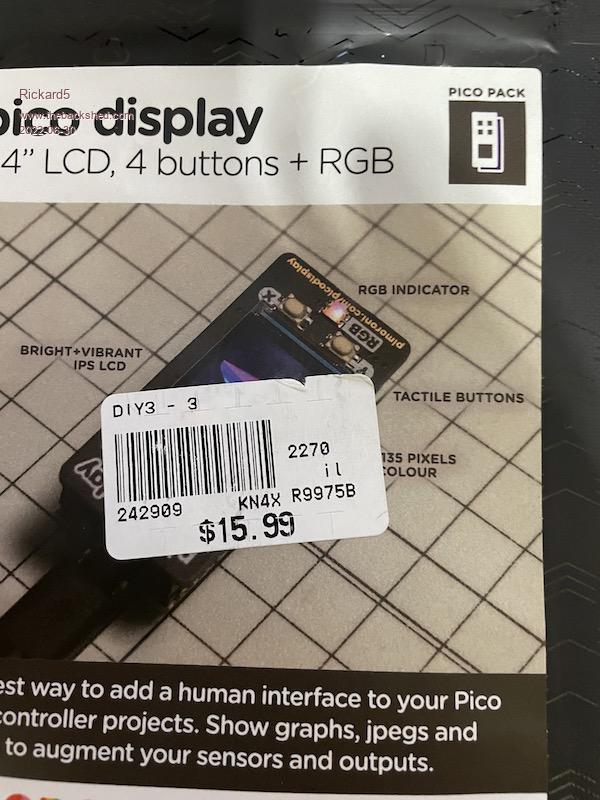 Rickard5
www.thebackshed.com
2022-08-30
pico display
4” LCD, 4 buttons + RGB
PICO PACK
RGB INDICATOR
pimoroni.com/picodisplay
X
RGB
Y
BRIGHT+VIBRANT
IPS LCD
TACTILE BUTTONS
135 PIXELS
COLOUR
DIY3 - 3
2270
il
242909
KN4X R9975B
$15.99
est way to add a human interface to your Pico
controller projects. Show graphs, jpegs and
to augment your sensors and outputs.